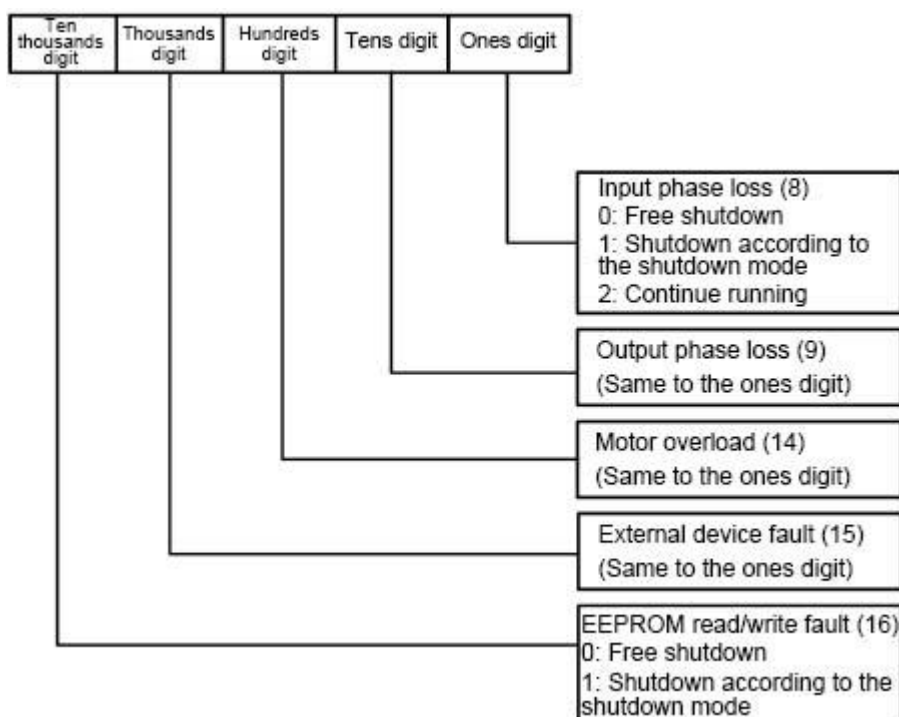 Ten
thousands
digit
Thousands
digit
Hundreds
digit
Tens digit
Ones digit
Input phase loss (8)
0: Free shutdown
1: Shutdown according to
the shutdown mode
2: Continue running
Output phase loss (9)
(Same to the ones digit)
Motor overload (14)
(Same to the ones digit)
External device fault (15)
(Same to the ones digit)
EEPROM read/write fault (16)
0: Free shutdown
1: Shutdown according to the
shutdown mode